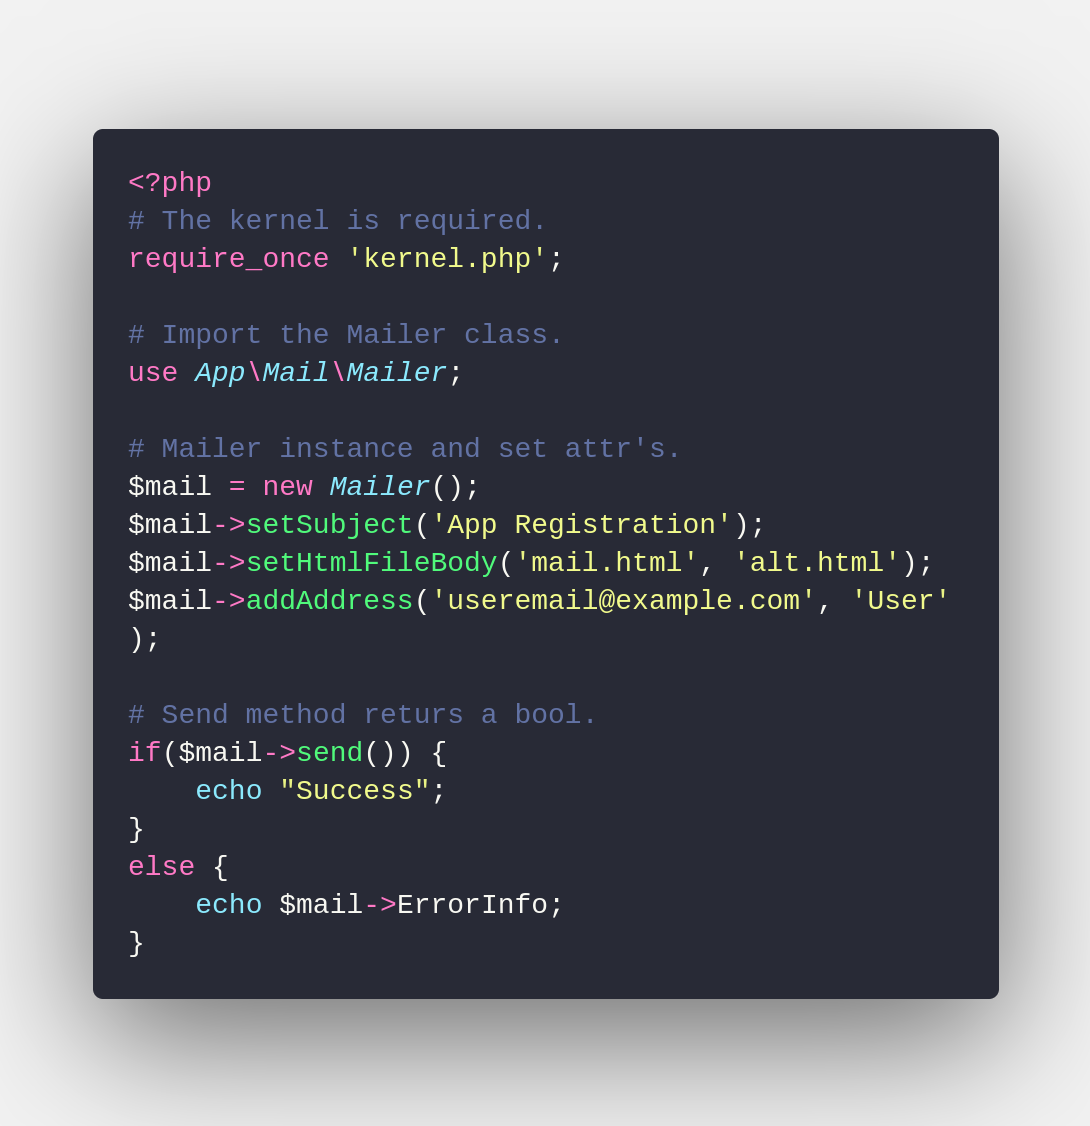 <?php
# The kernel is required.
require_once 'kernel.php';

# Import the Mailer class.
use App\Mail\Mailer;

# Mailer instance and set attr's.
$mail = new Mailer();
$mail->setSubject('App Registration');
$mail->setHtmlFileBody('mail.html', 'alt.html');
$mail->addAddress('useremail@example.com', 'User'
);

# Send method returs a bool.
if($mail->send()) {
    echo "Success";
}
else {
    echo $mail->ErrorInfo;
}